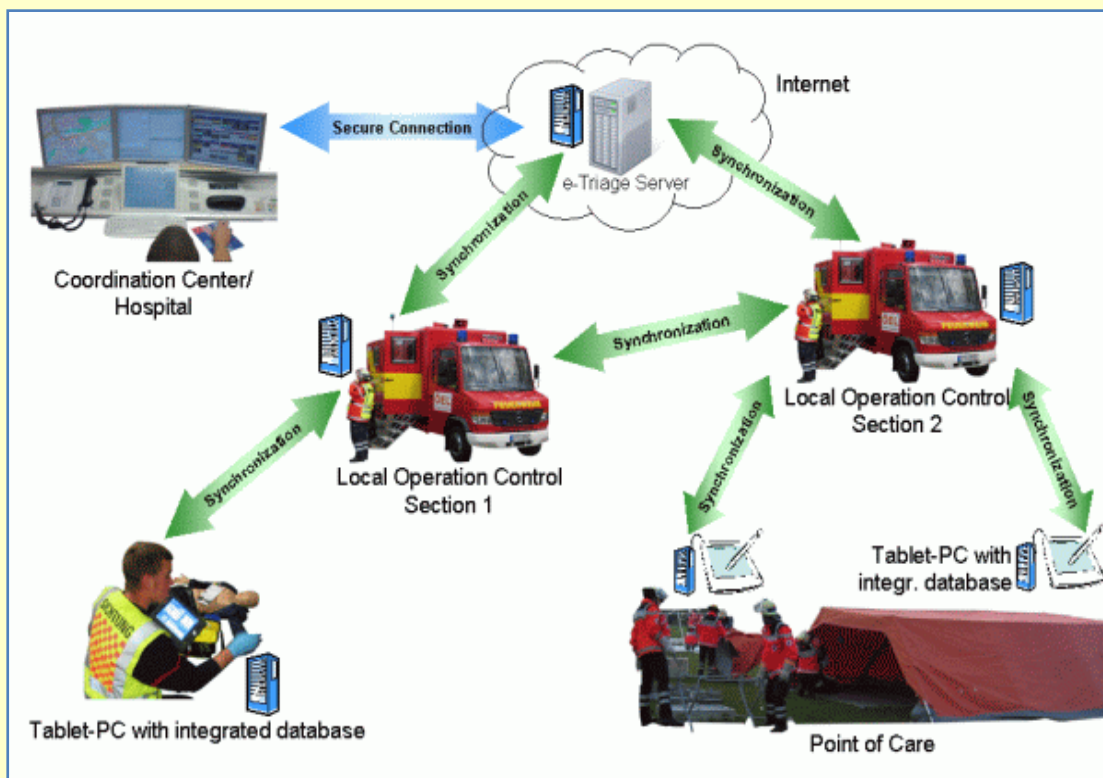 Internet
Secure Connection
e-Triage Server
Synchronization
Synchronization
Coordination Center/
Hospital
Synchronization
Local Operation Control
Section 2
Local Operation Control
Section 1
Synchronization
Synchronization
Synchronization
Tablet-PC with
integr. database
Tablet-PC with integrated database
Point of Care